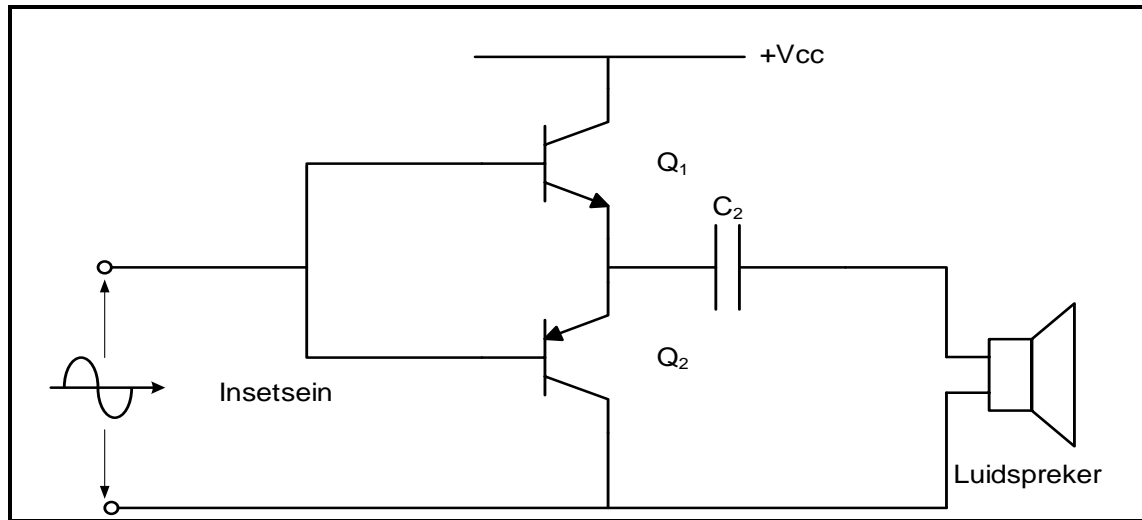 +Vcc
Q₁
C₂
Q₂
Insetsein
Luidspreker